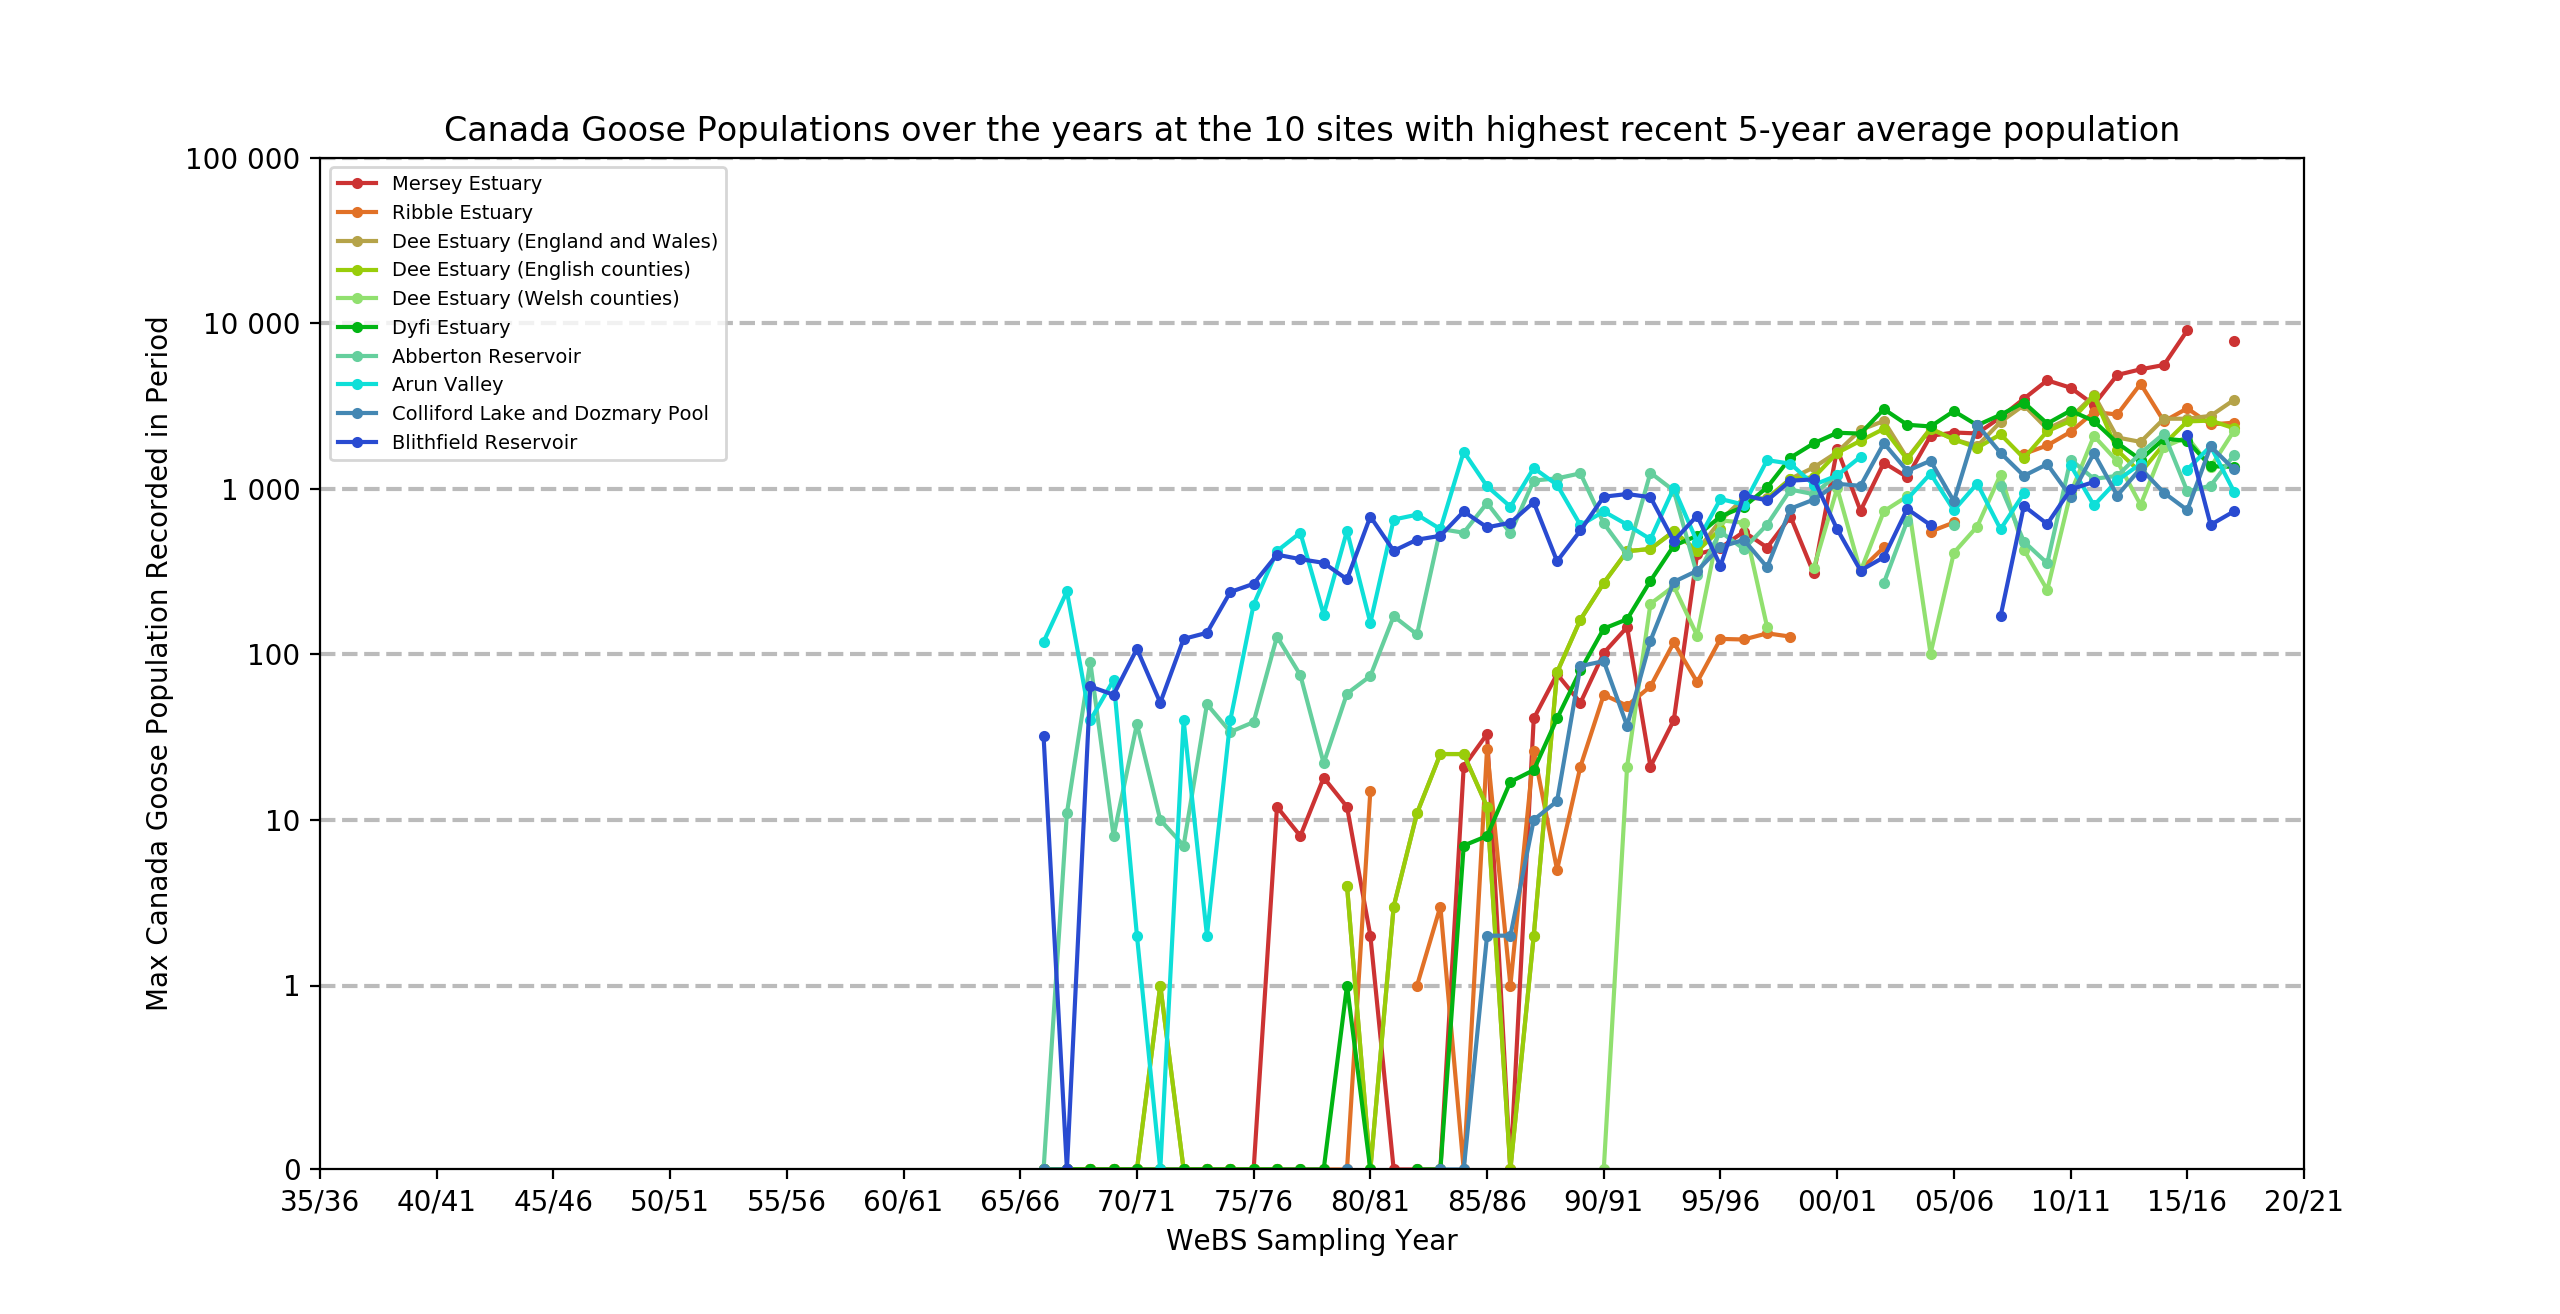 Canada Goose Populations over the years at the 10 sites with highest recent 5-year average population
100 000
10 000
1 000
100
10
1
0
Max Canada Goose Population Recorded in Period
Mersey Estuary
Ribble Estuary
Dee Estuary (England and Wales)
Dee Estuary (English counties)
Dee Estuary (Welsh counties)
Dyfi Estuary
Abberton Reservoir
Arun Valley
Colliford Lake and Dozmary Pool
Blithfield Reservoir
35/36 40/41 45/46 50/51 55/56 60/61 65/66 70/71 75/76 80/81 85/86 90/91 95/96 00/01 05/06 10/11 15/16 20/21
WeBS Sampling Year